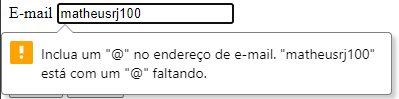 E-mail matheusrj100
Inclua um "@" no endereço de e-mail. "matheusrj100"
está com um "@" faltando.